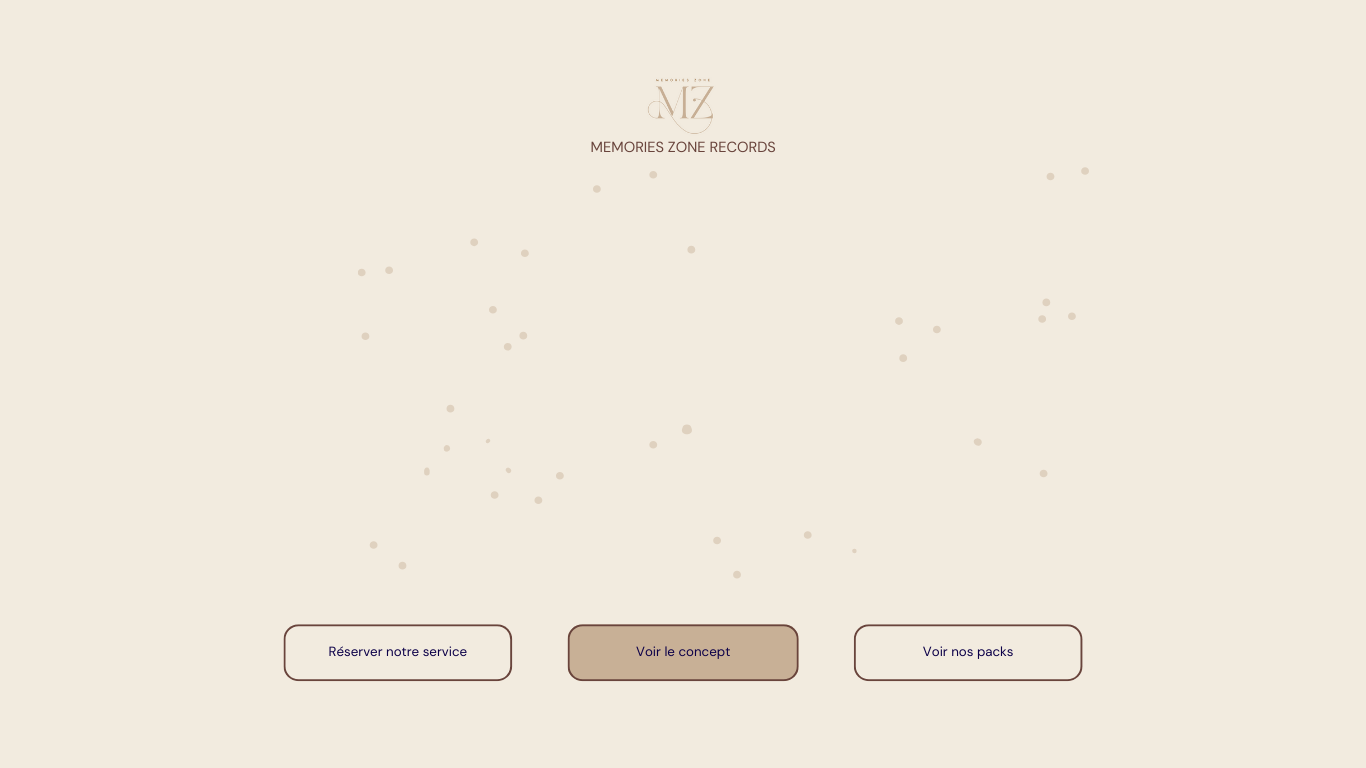 MEMORIES ZONE
MZ
MEMORIES ZONE RECORDS
Réserver notre service
Voir le concept
Voir nos packs